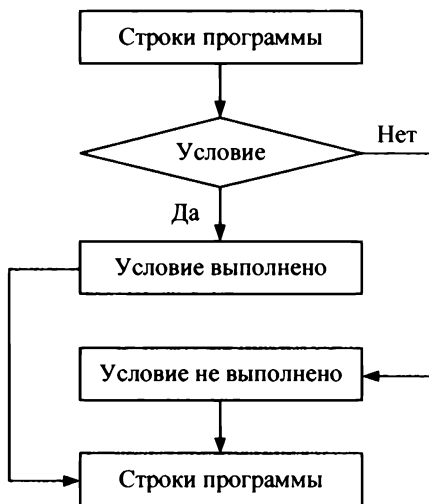 Строки программы
Нет
Условие
Да
Условие выполнено
Условие не выполнено
Строки программы